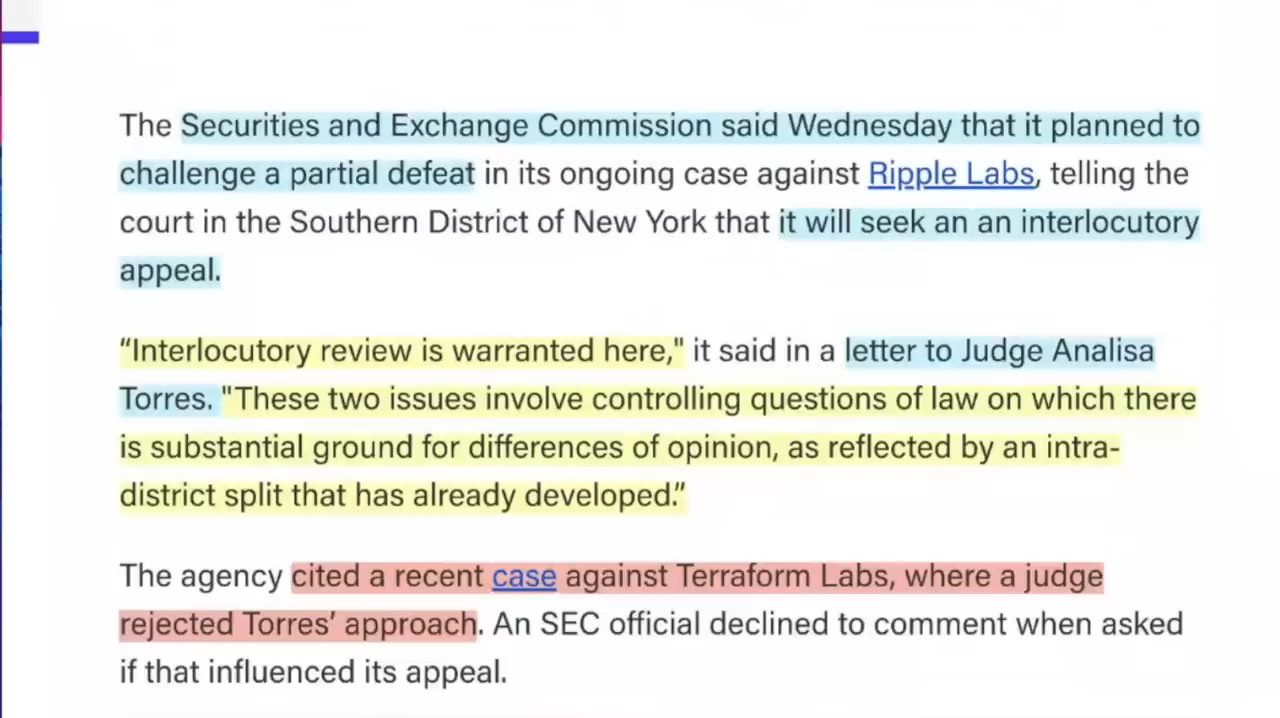 The Securities and Exchange Commission said Wednesday that it planned to
challenge a partial defeat in its ongoing case against Ripple Labs, telling the
court in the Southern District of New York that it will seek an an interlocutory
appeal.
“Interlocutory review is warranted here," it said in a letter to Judge Analisa
Torres. "These two issues involve controlling questions of law on which there
is substantial ground for differences of opinion, as reflected by an intra-
district split that has already developed.”
The agency cited a recent case against Terraform Labs, where a judge
rejected Torres’ approach. An SEC official declined to comment when asked
if that influenced its appeal.